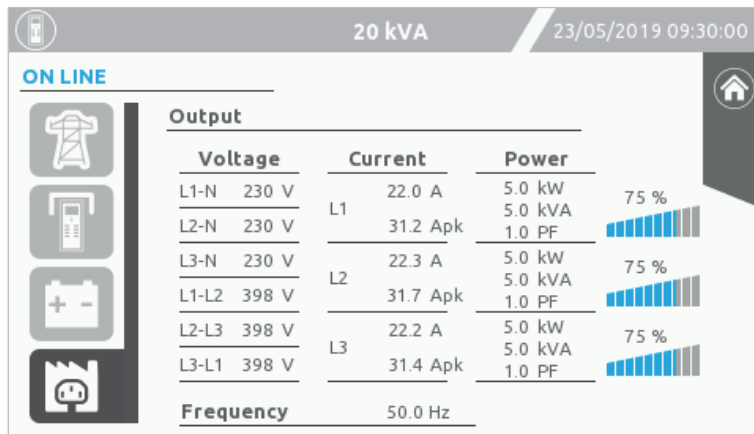 20 kVA 23/05/2019 09:30:00
ON LINE
Output
Voltage Current Power
L1-N 230 V
L2-N 230 V
L3-N 230 V
L1-L2 398 V
L2-L3 398 V
L3-L1 398 V
L1 22.0 A
31.2 Apk
L2 22.3 A
31.7 Apk
L3 22.2 A
31.4 Apk
5.0 kW
5.0 kVA
1.0 PF
75 %
5.0 kW
5.0 kVA
1.0 PF
75 %
5.0 kW
5.0 kVA
1.0 PF
75 %
Frequency 50.0 Hz